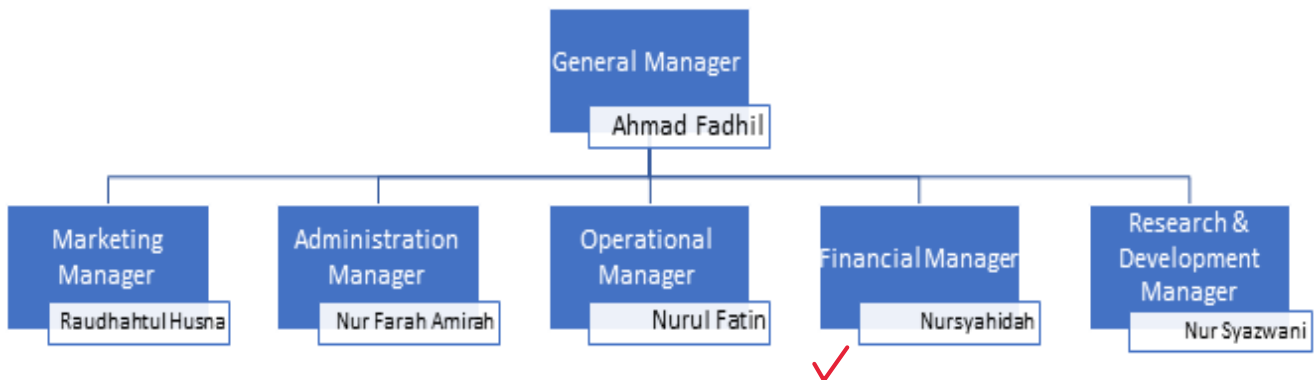 General Manager
Ahmad Fadhil
Marketing
Manager
Raudhahtul Husna
Administration
Manager
Nur Farah Amirah
Operational
Manager
Nurul Fatin
Financial Manager
Nursyahidah
Research &
Development
Manager
Nur Syazwani